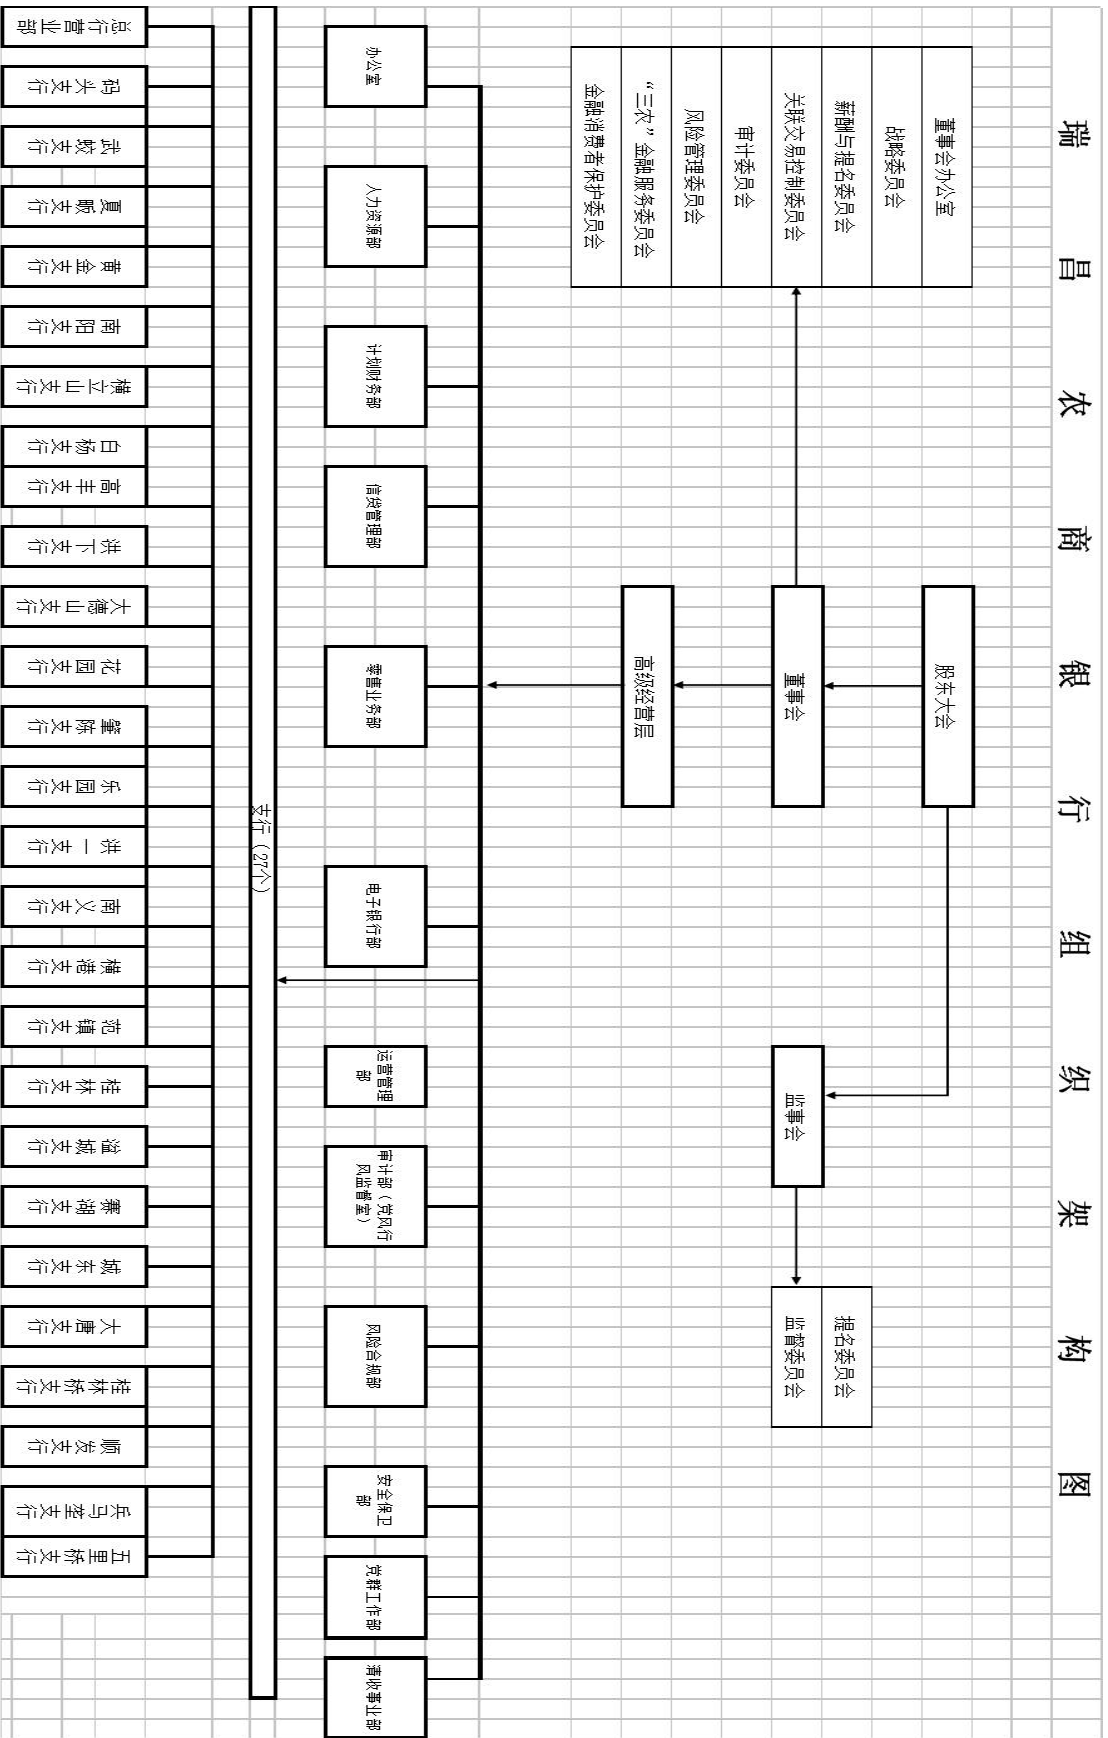 瑞昌农商银行组织架构图
股东大会
董事会办公室
战略委员会
薪酬与提名委员会
关联交易控制委员会
审计委员会
风险管理委员会
“三农”金融服务委员会
金融消费者保护委员会
董事会
监事会
提名委员会
监督委员会
高级经营层
办公室
人力资源部
计划财务部
信贷管理部
零售业务部
电子银行部
运营管理
部
审计部（党风行
风监督室）
风险合规部
安全保卫
部
党群工作部
清收事业部
支行（27个）
总行营业部
码头支行
武蛟支行
夏畈支行
黄金支行
南阳支行
横立山支行
白杨支行
高丰支行
洪下支行
大德山支行
花园支行
肇陈支行
乐园支行
洪一支行
南义支行
横港支行
范镇支行
桂林支行
湓城支行
赛湖支行
城东支行
大唐支行
桂林桥支行
顺发支行
兵马垄支行
五里桥支行